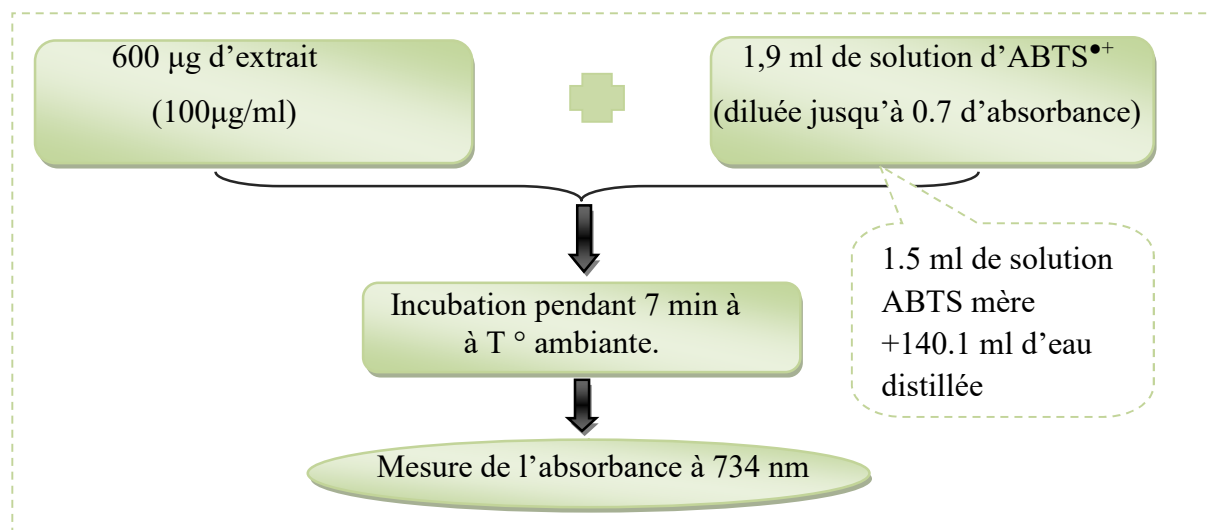 600 μg d’extrait
(100μg/ml)
1,9 ml de solution d’ABTS●+
(diluée jusqu’à 0.7 d’absorbance)
1.5 ml de solution
ABTS mère
+140.1 ml d’eau
distillée
Incubation pendant 7 min à
à T ° ambiante.
Mesure de l’absorbance à 734 nm